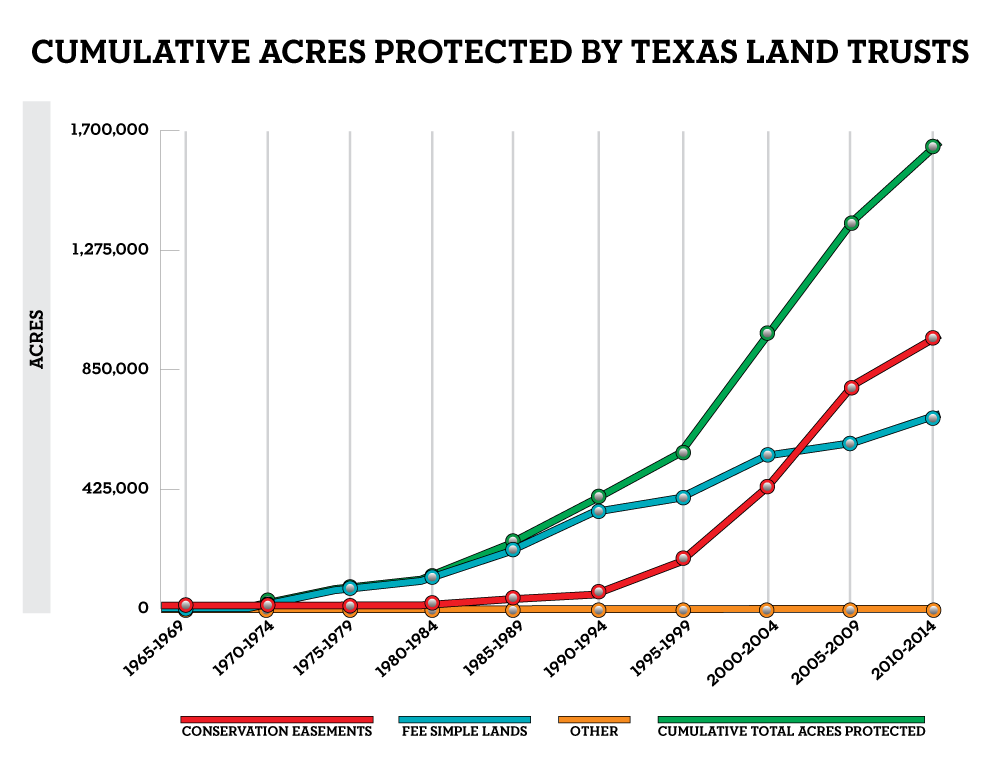 CUMULATIVE ACRES PROTECTED BY TEXAS LAND TRUSTS
ACRES
1,700,000
1,275,000
850,000
425,000
0
1965-1969
1970-1974
1975-1979
1980-1984
1985-1989
1990-1994
1995-1999
2000-2004
2005-2009
2010-2014
CONSERVATION EASEMENTS
FEE SIMPLE LANDS
OTHER
CUMULATIVE TOTAL ACRES PROTECTED